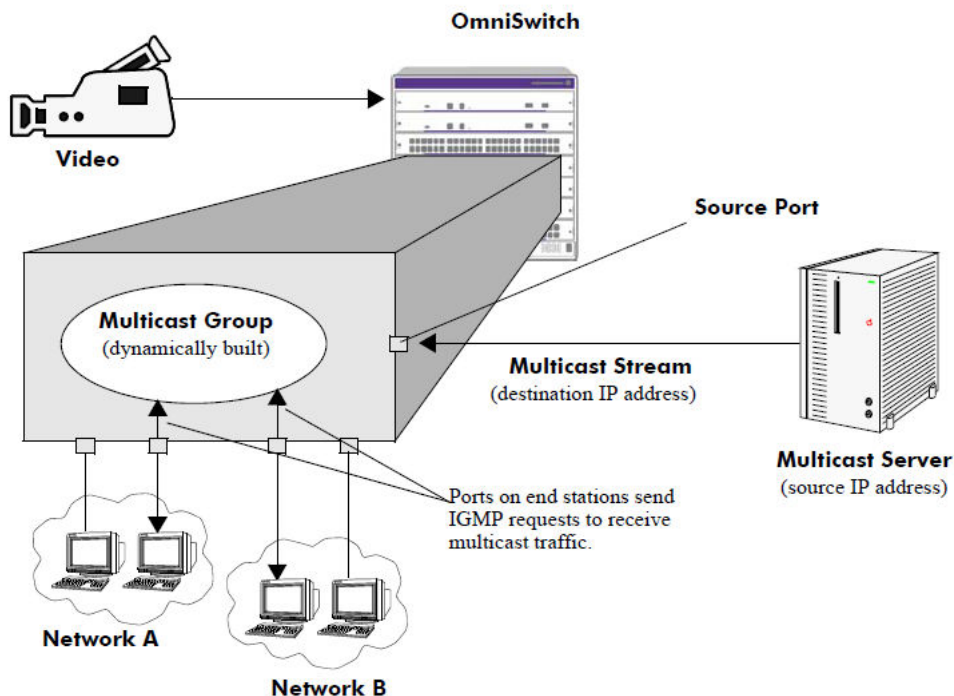 OmniSwitch
Video
Source Port
Multicast Group
(dynamically built)
Multicast Stream
(destination IP address)
Multicast Server
(source IP address)
Ports on end stations send
IGMP requests to receive
multicast traffic.
Network A
Network B